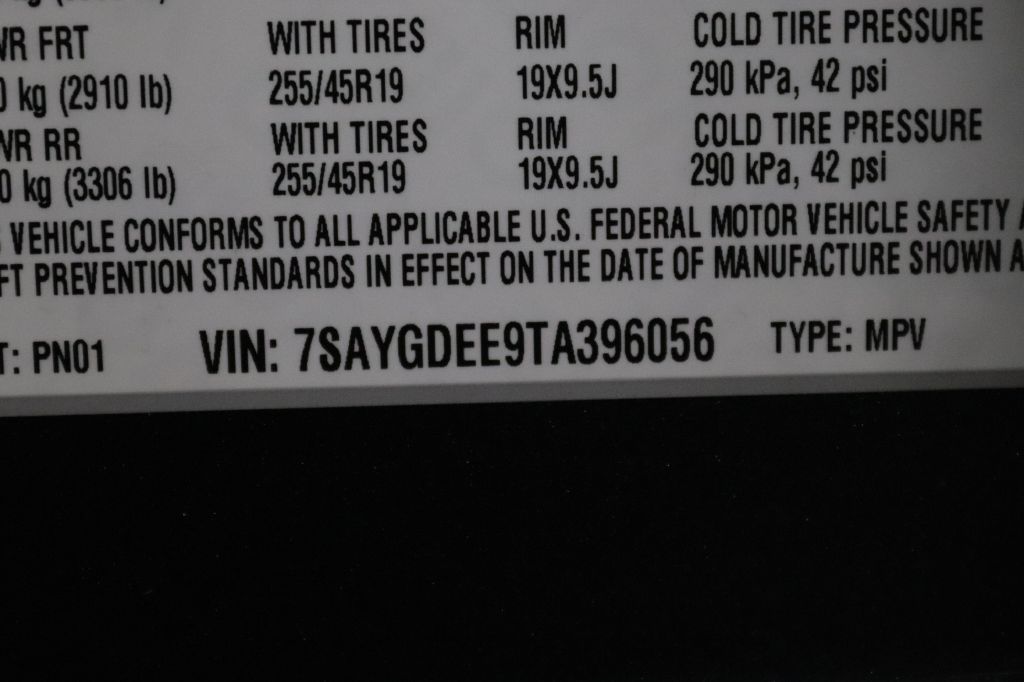 VR FRT WITH TIRES RIM COLD TIRE PRESSURE
0 kg (2910 lb) 255/45R19 19X9.5J 290 kPa, 42 psi
VR RR WITH TIRES RIM COLD TIRE PRESSURE
0 kg (3306 lb) 255/45R19 19X9.5J 290 kPa, 42 psi
VEHICLE CONFORMS TO ALL APPLICABLE U.S. FEDERAL MOTOR VEHICLE SAFETY A
FT PREVENTION STANDARDS IN EFFECT ON THE DATE OF MANUFACTURE SHOWN A
T: PN01 VIN: 7SAYGDEE9TA396056 TYPE: MPV